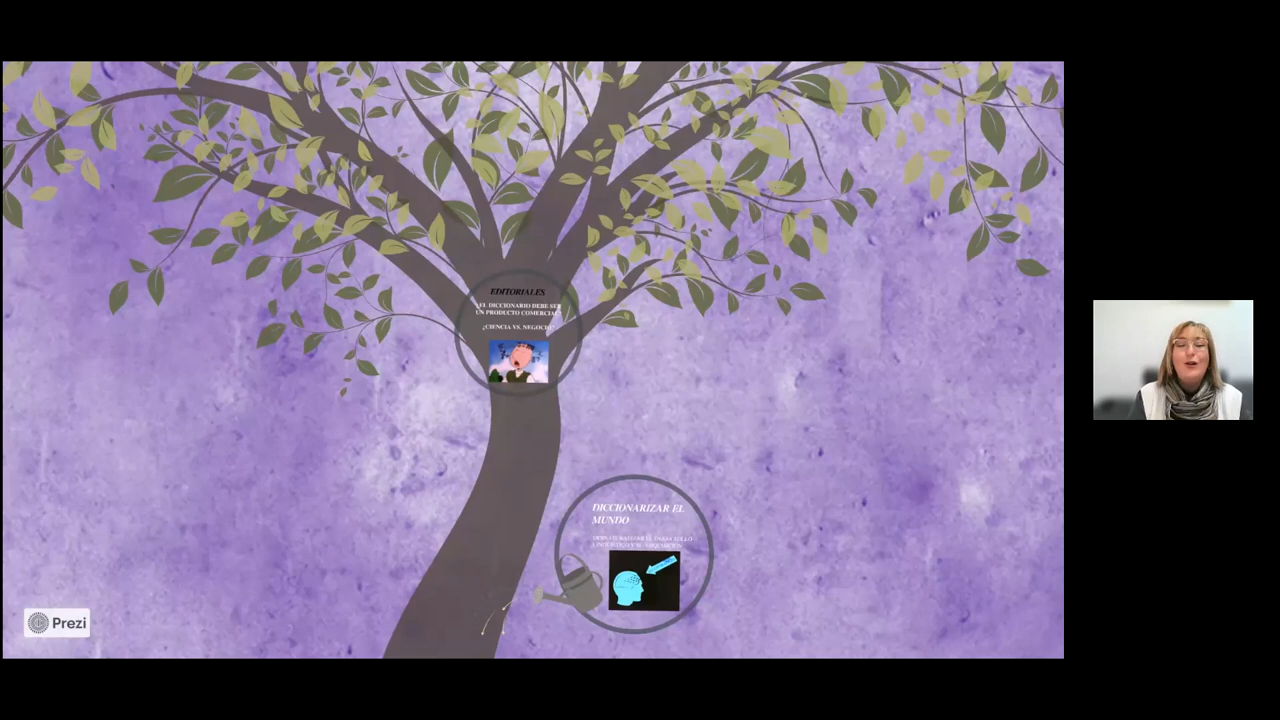 EDITORIALES
¿EL DICCIONARIO DEBE SER
UN PRODUCTO COMERCIAL?
¿CIENCIA VS. NEGOCIO?
DICCIONARIZAR EL
MUNDO
Prezi